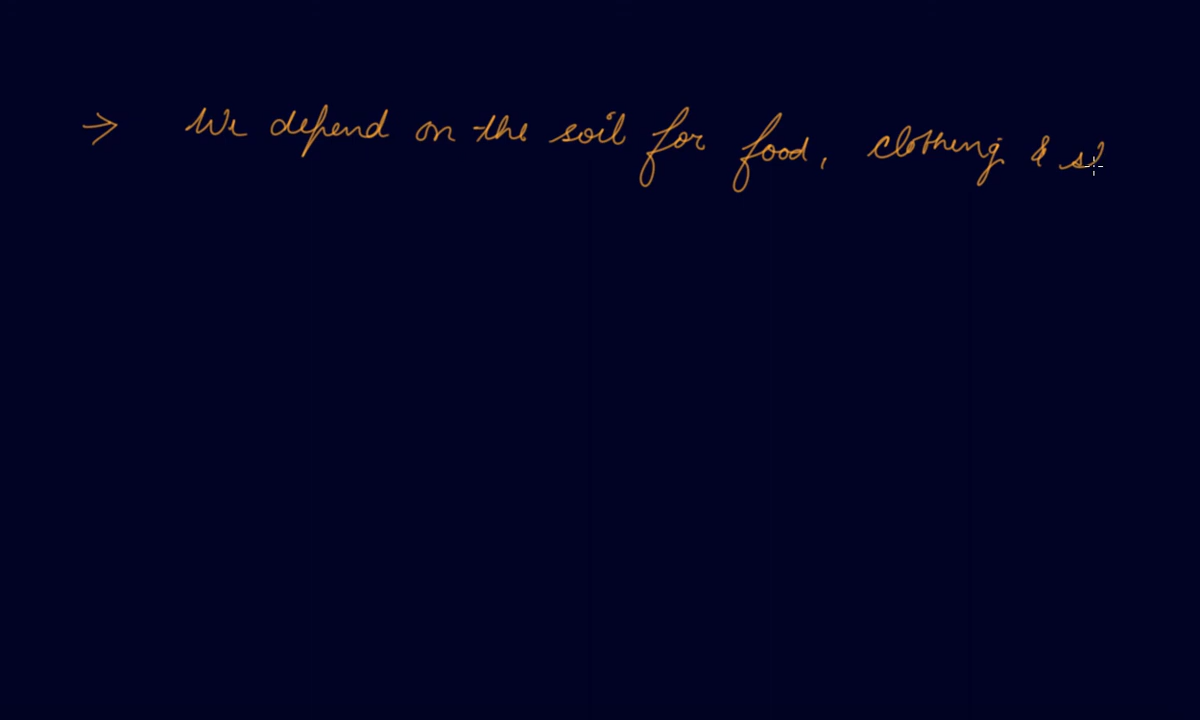 → We depend on the soil for food, clothing &